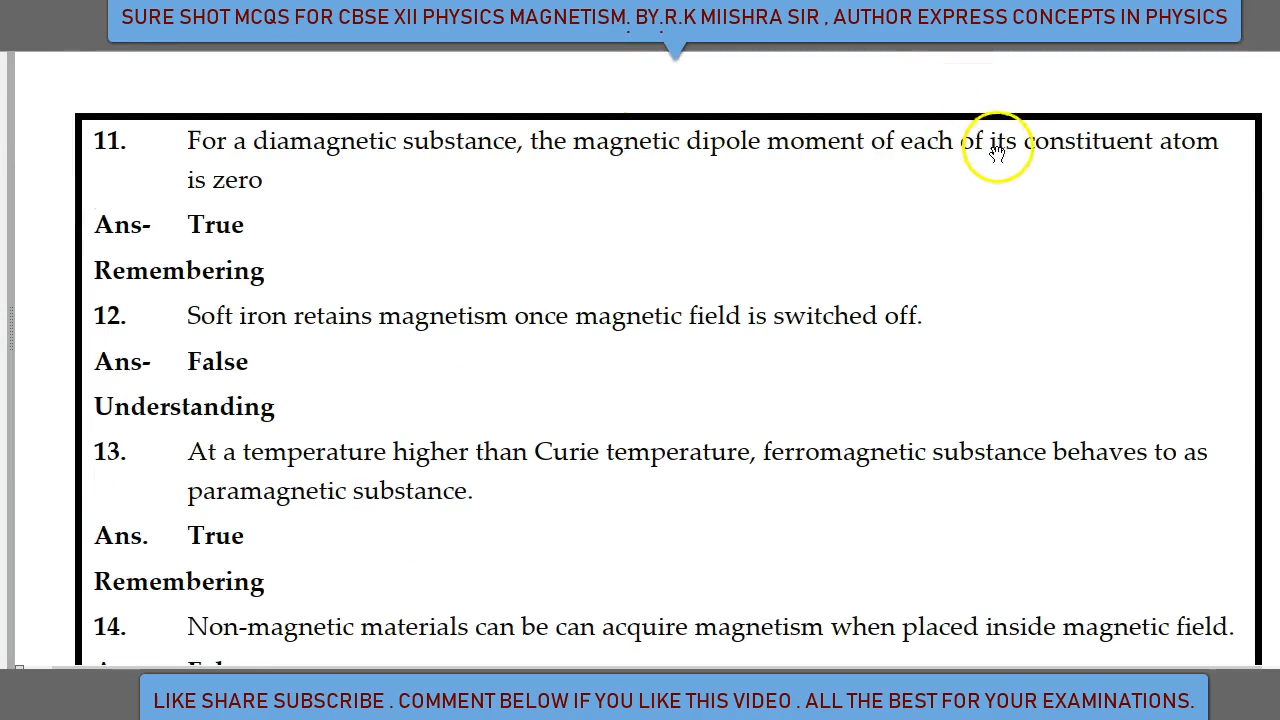 SURE SHOT MCQS FOR CBSE XII PHYSICS MAGNETISM. BY.R.K MIISHRA SIR , AUTHOR EXPRESS CONCEPTS IN PHYSICS
11. For a diamagnetic substance, the magnetic dipole moment of each of its constituent atom
is zero
Ans- True
Remembering
12. Soft iron retains magnetism once magnetic field is switched off.
Ans- False
Understanding
13. At a temperature higher than Curie temperature, ferromagnetic substance behaves to as
paramagnetic substance.
Ans. True
Remembering
14. Non-magnetic materials can be can acquire magnetism when placed inside magnetic field.
LIKE SHARE SUBSCRIBE . COMMENT BELOW IF YOU LIKE THIS VIDEO . ALL THE BEST FOR YOUR EXAMINATIONS.